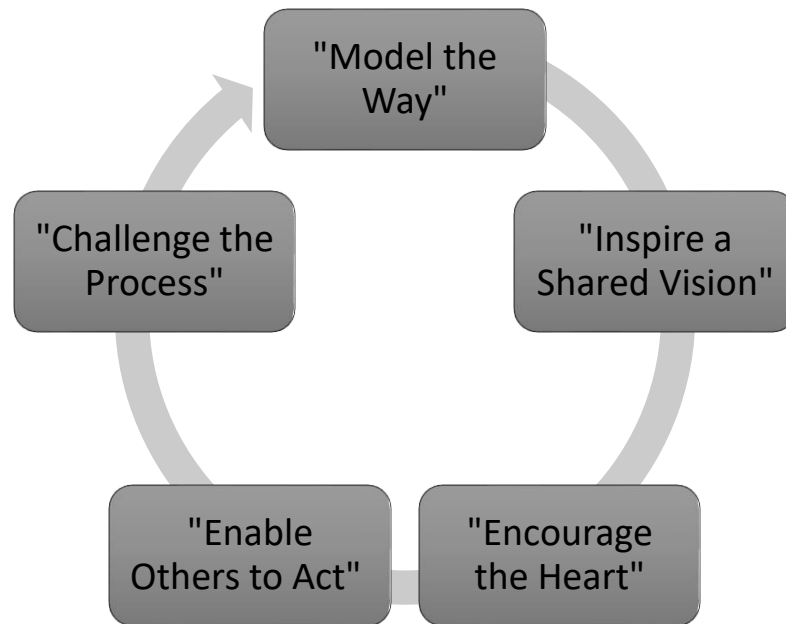 "Model the
Way"
"Inspire a
Shared Vision"
"Encourage
the Heart"
"Enable
Others to Act"
"Challenge the
Process"